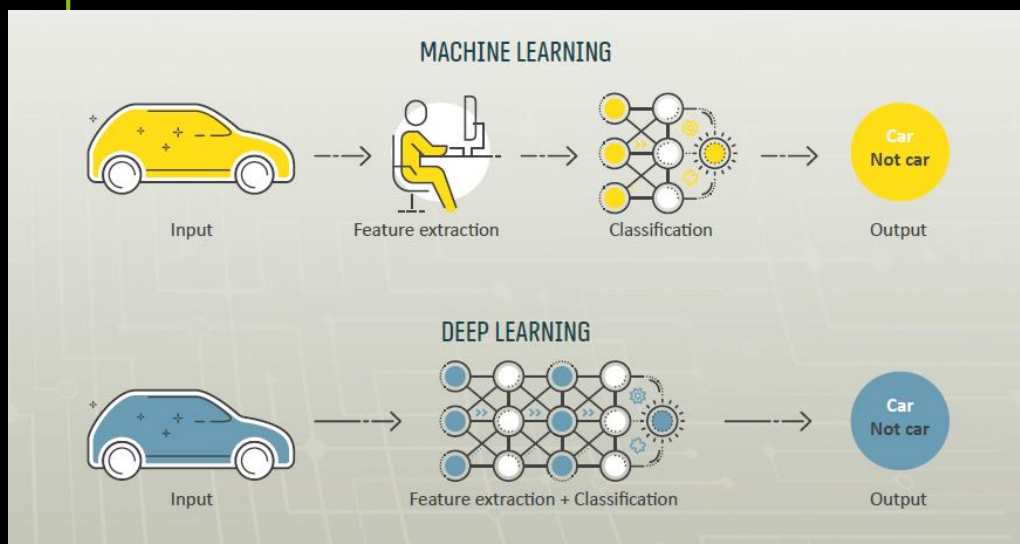 MACHINE LEARNING
Car
Not car
Input
Feature extraction
Classification
Output
DEEP LEARNING
Car
Not car
Input
Feature extraction + Classification
Output